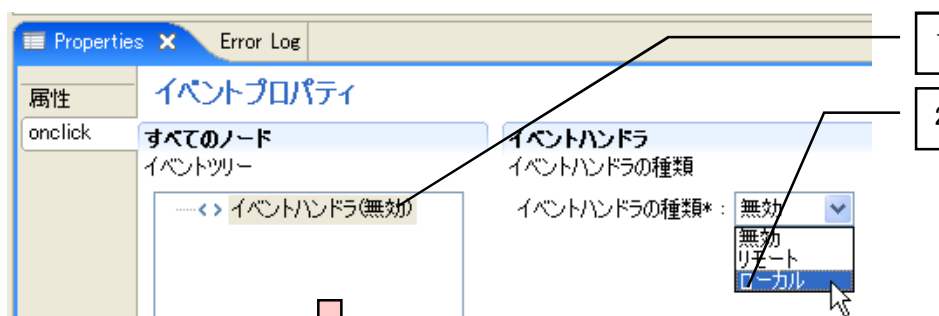 Properties Error Log
属性
onclick
イベントプロパティ
すべてのノード
イベントツリー
イベントハンドラ(無効)
イベントハンドラ
イベントハンドラの種類
イベントハンドラの種類*: 無効
無効
リモート
ローカル
1
2